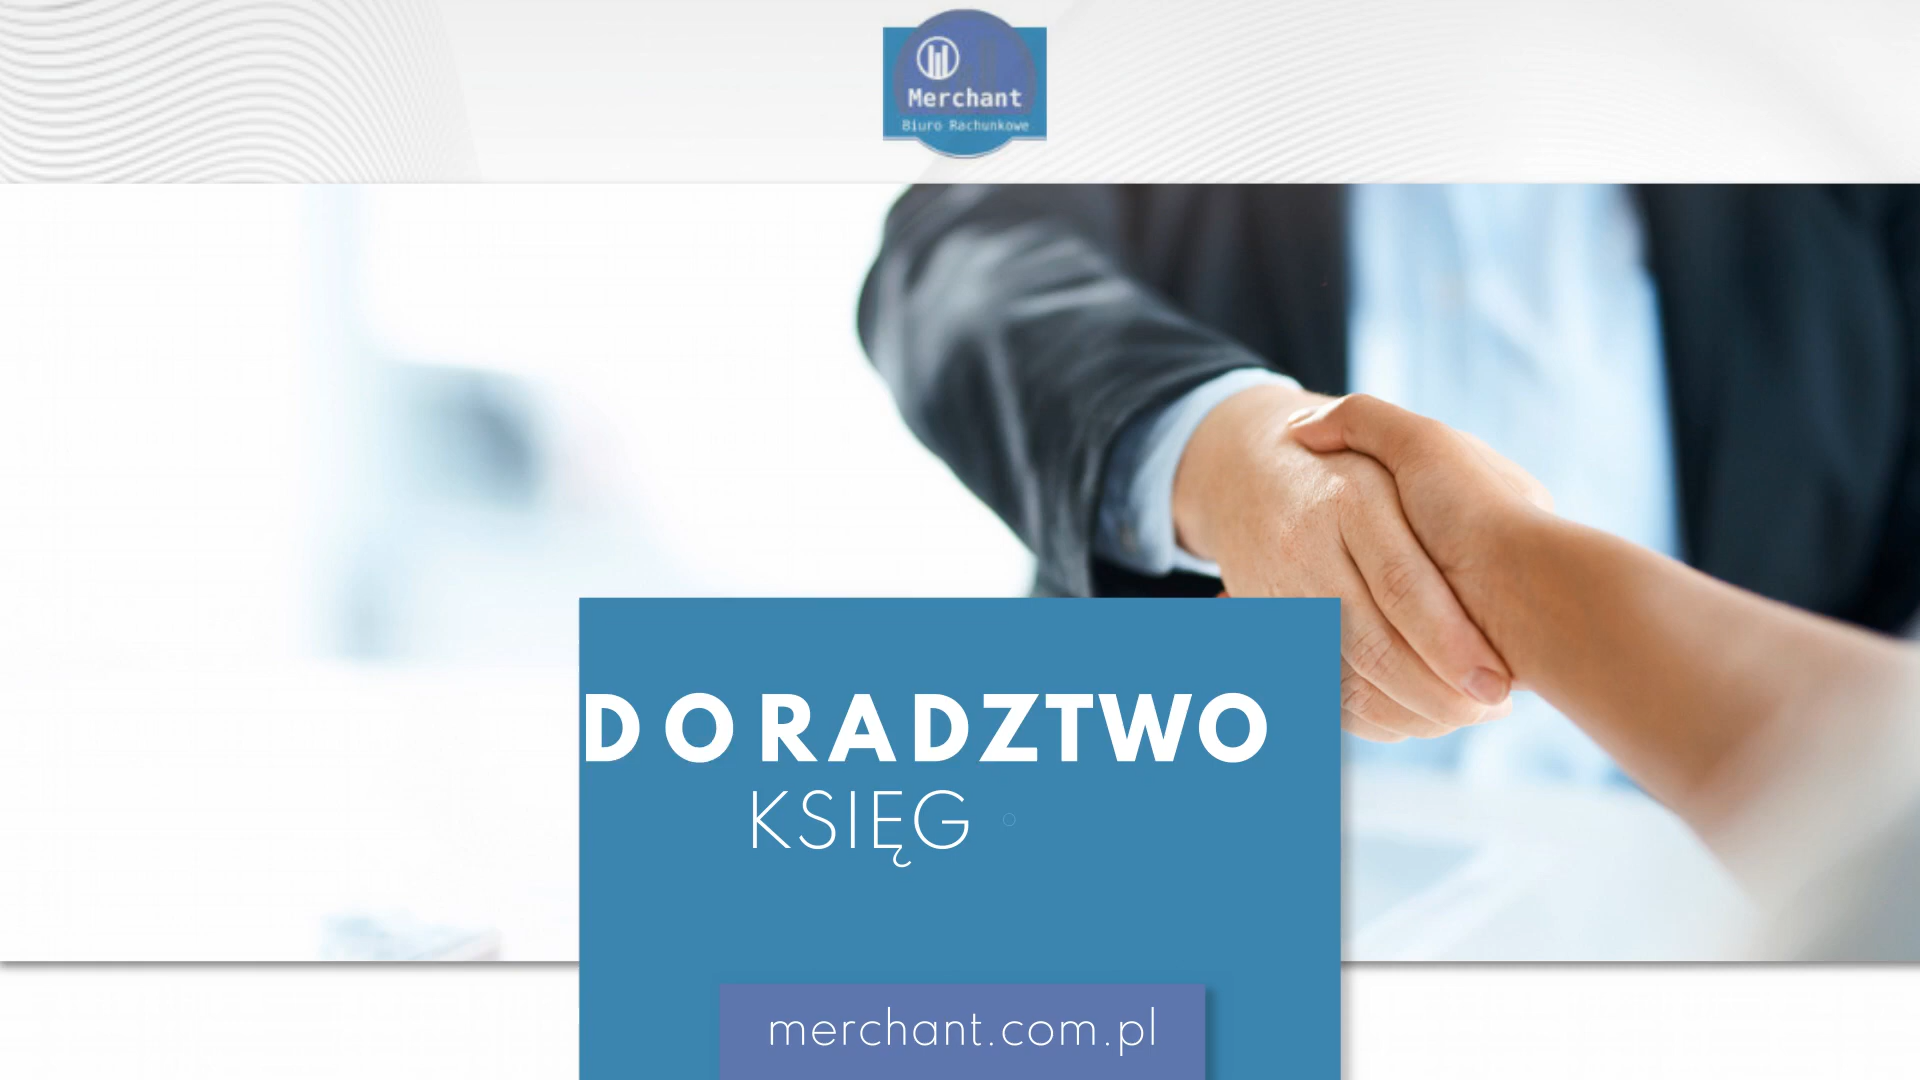 Merchant
Biuro Rachunkowe
DORADZTWO
KSIĘG
merchant.com.pl